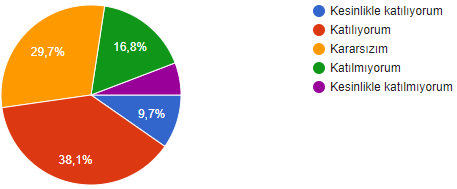 Kesinlikle katılıyorum
Katılıyorum
Kararsızım
Katılmıyorum
Kesinlikle katılmıyorum
29,7%
16,8%
9,7%
38,1%